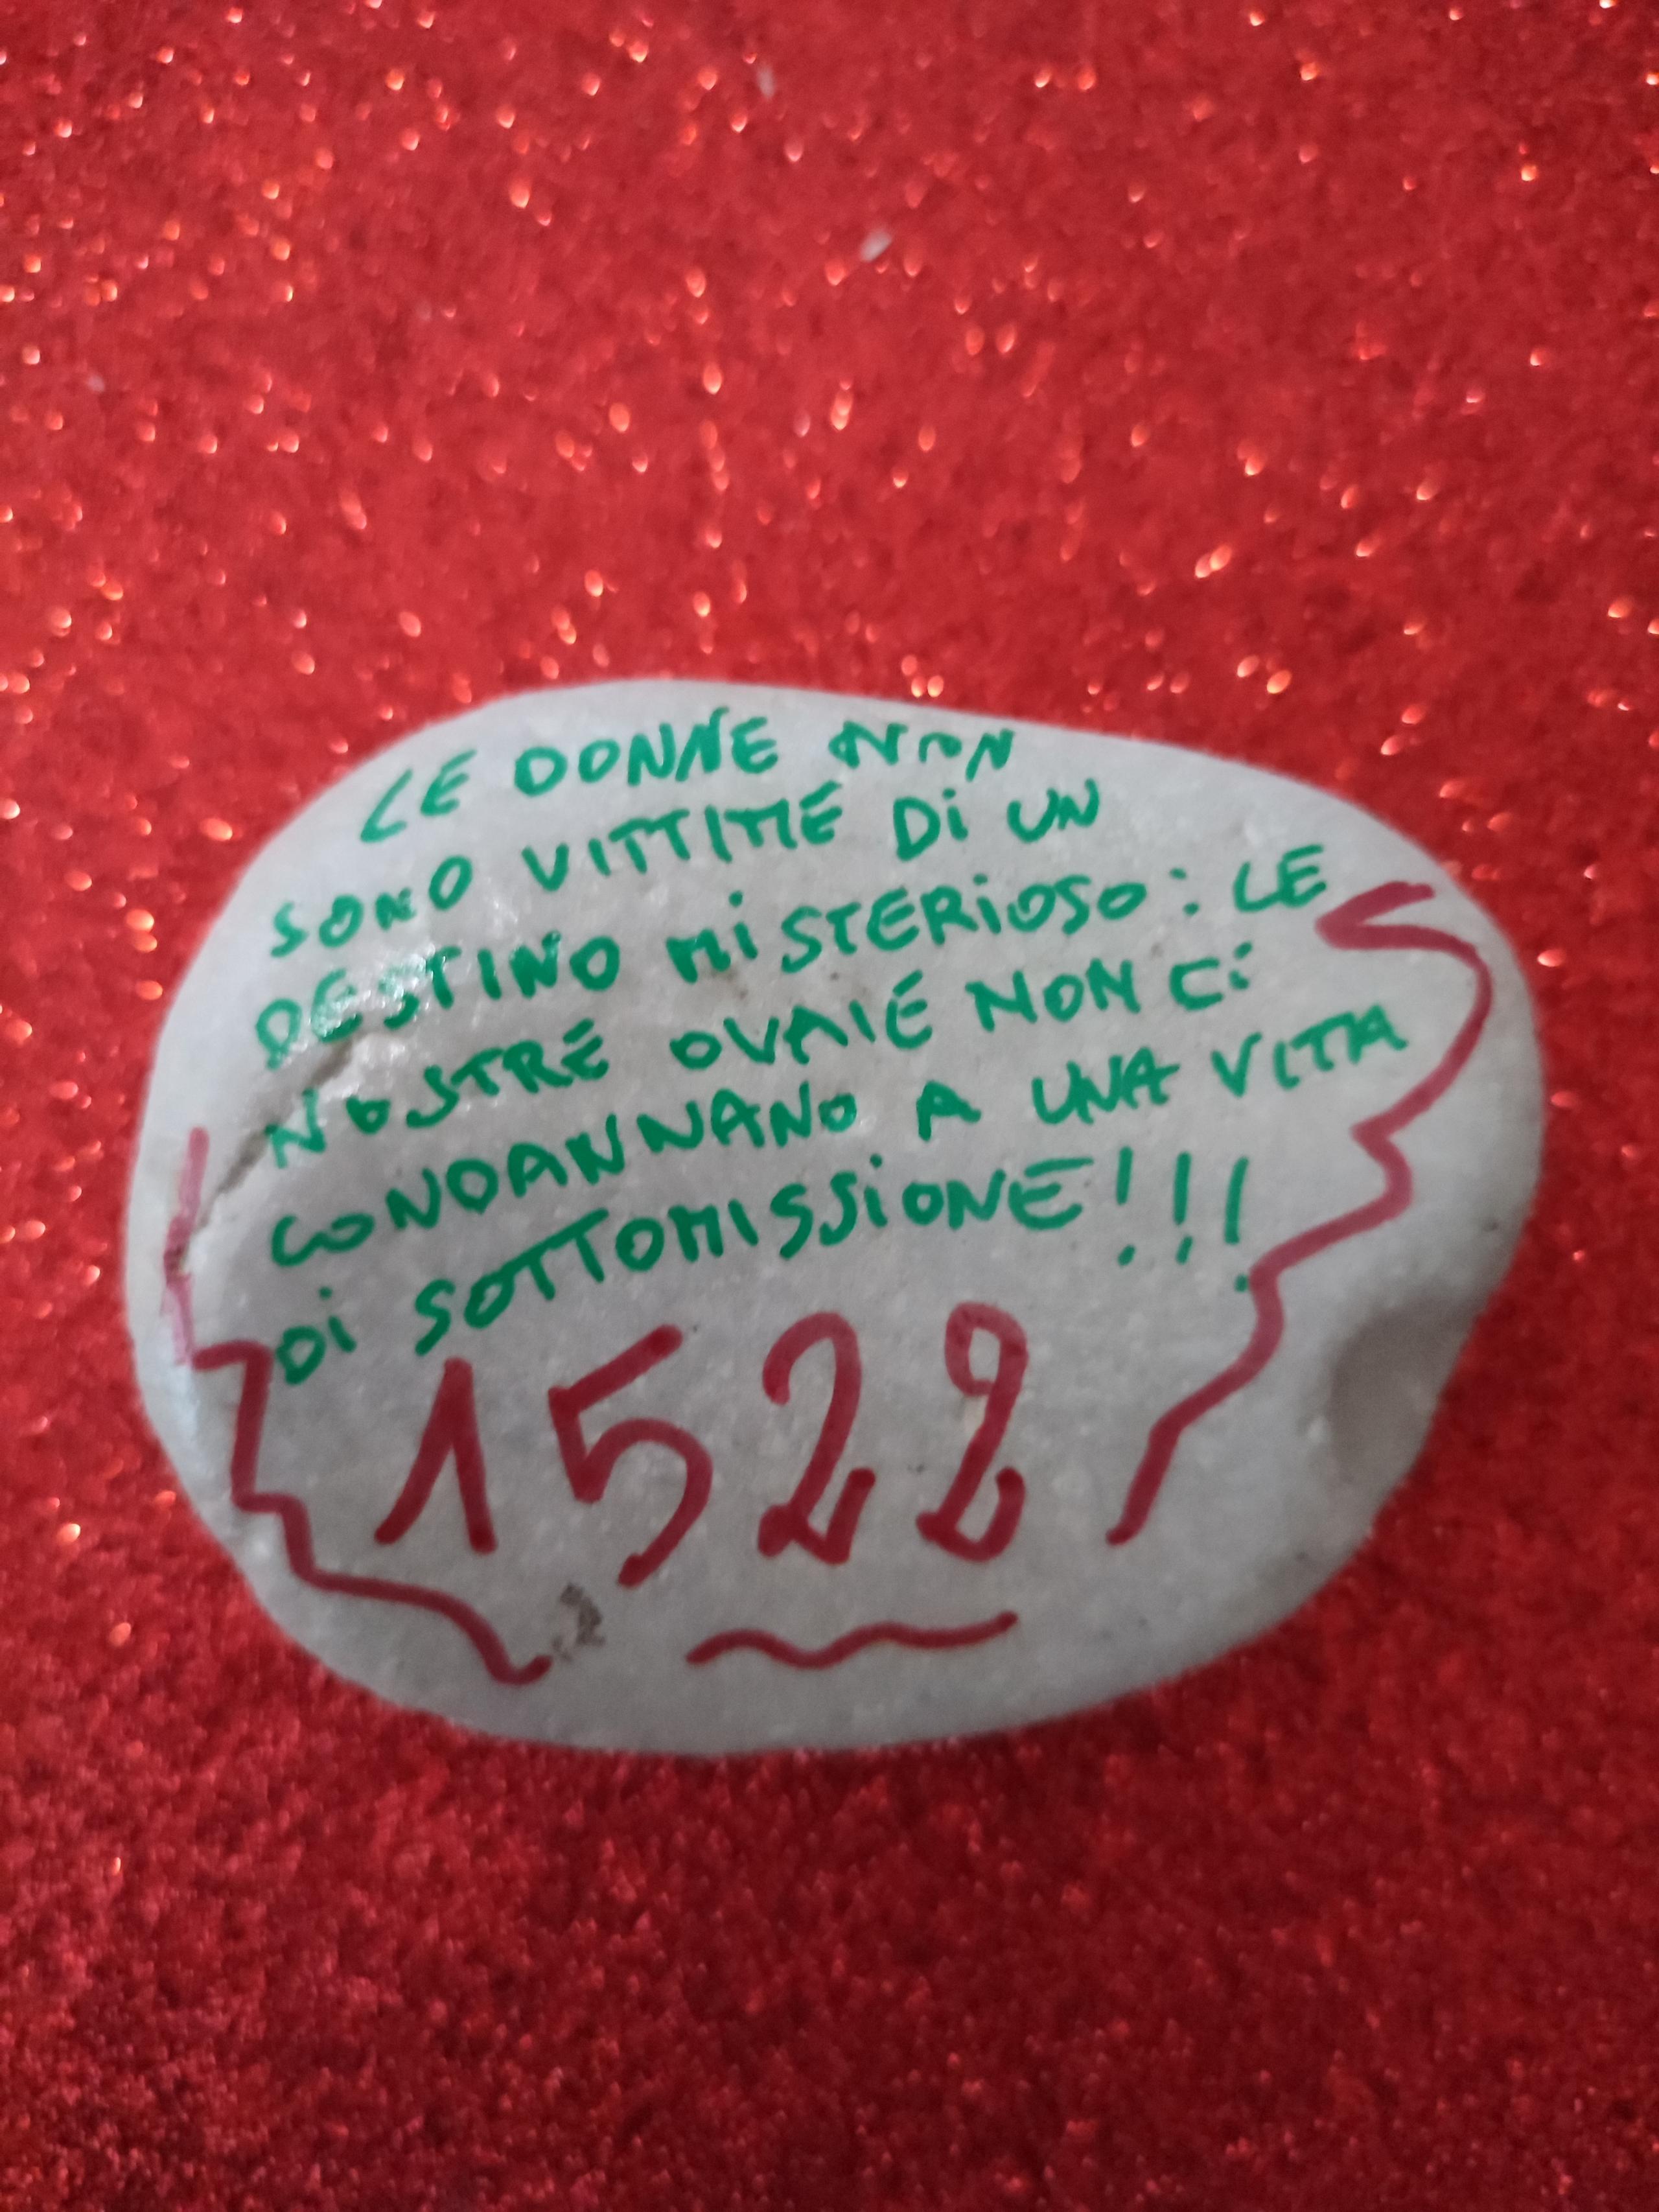 LE DONNE NON
SONO VITTIME Di UN
DESTINO MiSTERiOSO: LE
NOSTRE OVAIE NON Ci
CONDANNANO A UNA VITA
Di SOTTOMISSiONE!!!
1522